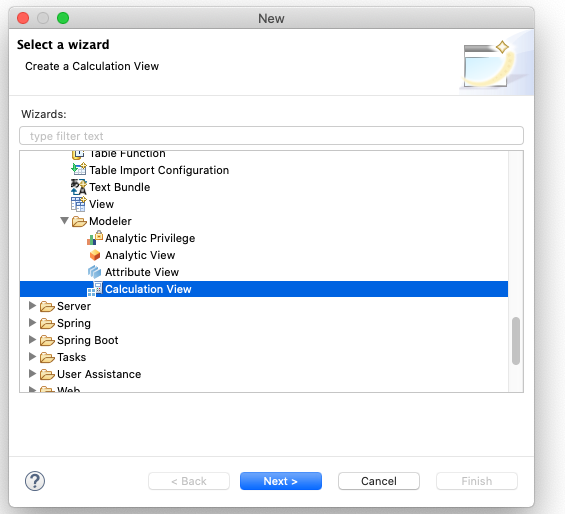 New
Select a wizard
Create a Calculation View
Wizards:
type filter text
Table Function
Table Import Configuration
Text Bundle
View
Modeler
Analytic Privilege
Analytic View
Attribute View
Calculation View
Server
Spring
Spring Boot
Tasks
User Assistance
Web
?
< Back
Next >
Cancel
Finish